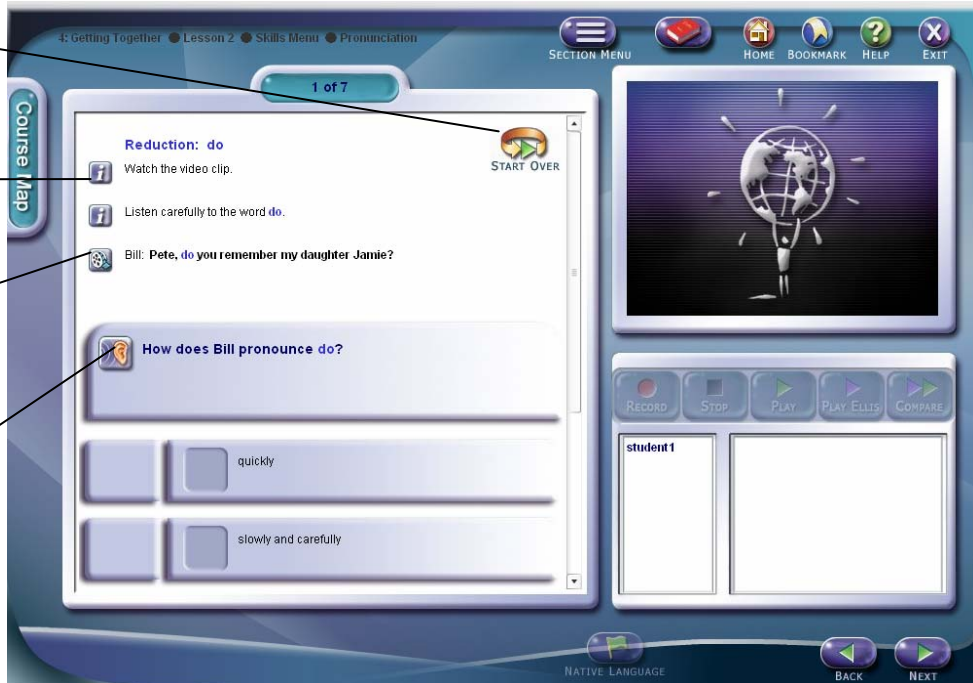 4: Getting Together ● Lesson 2 ● Skills Menu ● Pronunciation
SECTION MENU
HOME
BOOKMARK
HELP
X
EXIT
Course Map
1 of 7
START OVER
Reduction: do
i
Watch the video clip.
i
Listen carefully to the word do.
Bill: Pete, do you remember my daughter Jamie?
How does Bill pronounce do?
quickly
slowly and carefully
RECORD
STOP
PLAY
PLAY ELLIS
COMPARE
student1
NATIVE LANGUAGE
BACK
NEXT